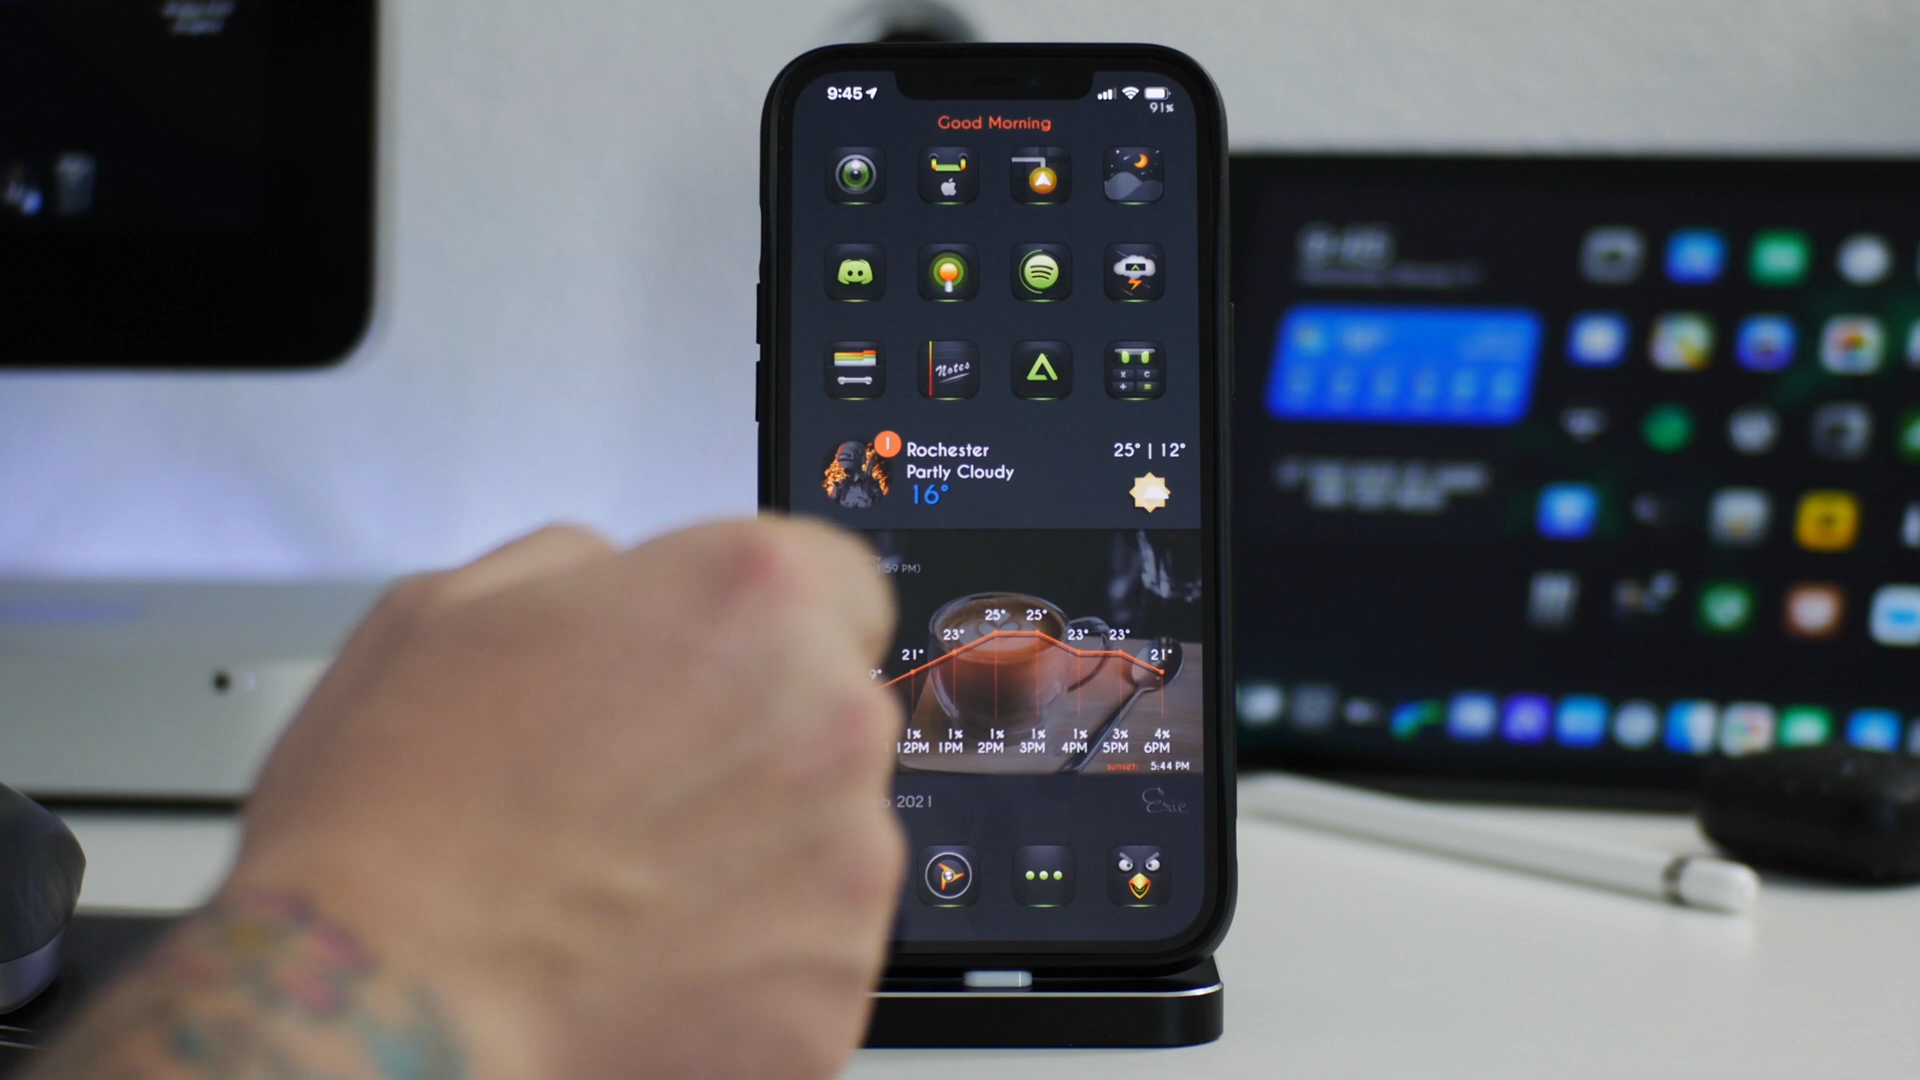 9:45
91%
Good Morning
Notes
x c
+ =
Rochester 25° | 12°
Partly Cloudy
16°
59 PM)
25° 25°
23° 23° 23°
21° 21°
9°
1% 1% 1% 1% 1% 3% 4%
12PM 1PM 2PM 3PM 4PM 5PM 6PM
sunset: 5:44 PM
2021 Eric